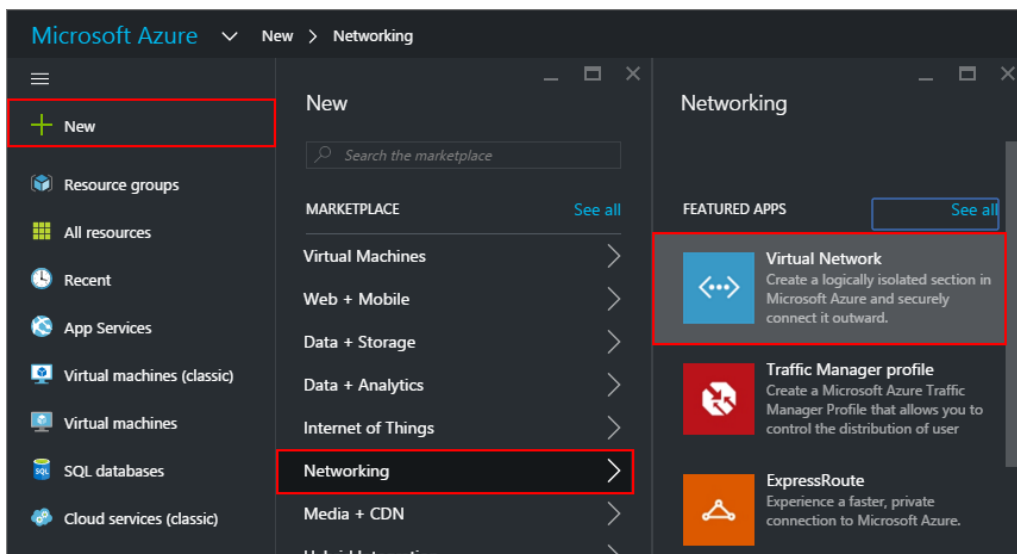 Microsoft Azure New > Networking
New
Resource groups
All resources
Recent
App Services
Virtual machines (classic)
Virtual machines
SQL databases
Cloud services (classic)
New
Search the marketplace
MARKETPLACE See all
Virtual Machines
Web + Mobile
Data + Storage
Data + Analytics
Internet of Things
Networking
Media + CDN
Networking
FEATURED APPS See all
Virtual Network
Create a logically isolated section in
Microsoft Azure and securely
connect it outward.
Traffic Manager profile
Create a Microsoft Azure Traffic
Manager Profile that allows you to
control the distribution of user
ExpressRoute
Experience a faster, private
connection to Microsoft Azure.